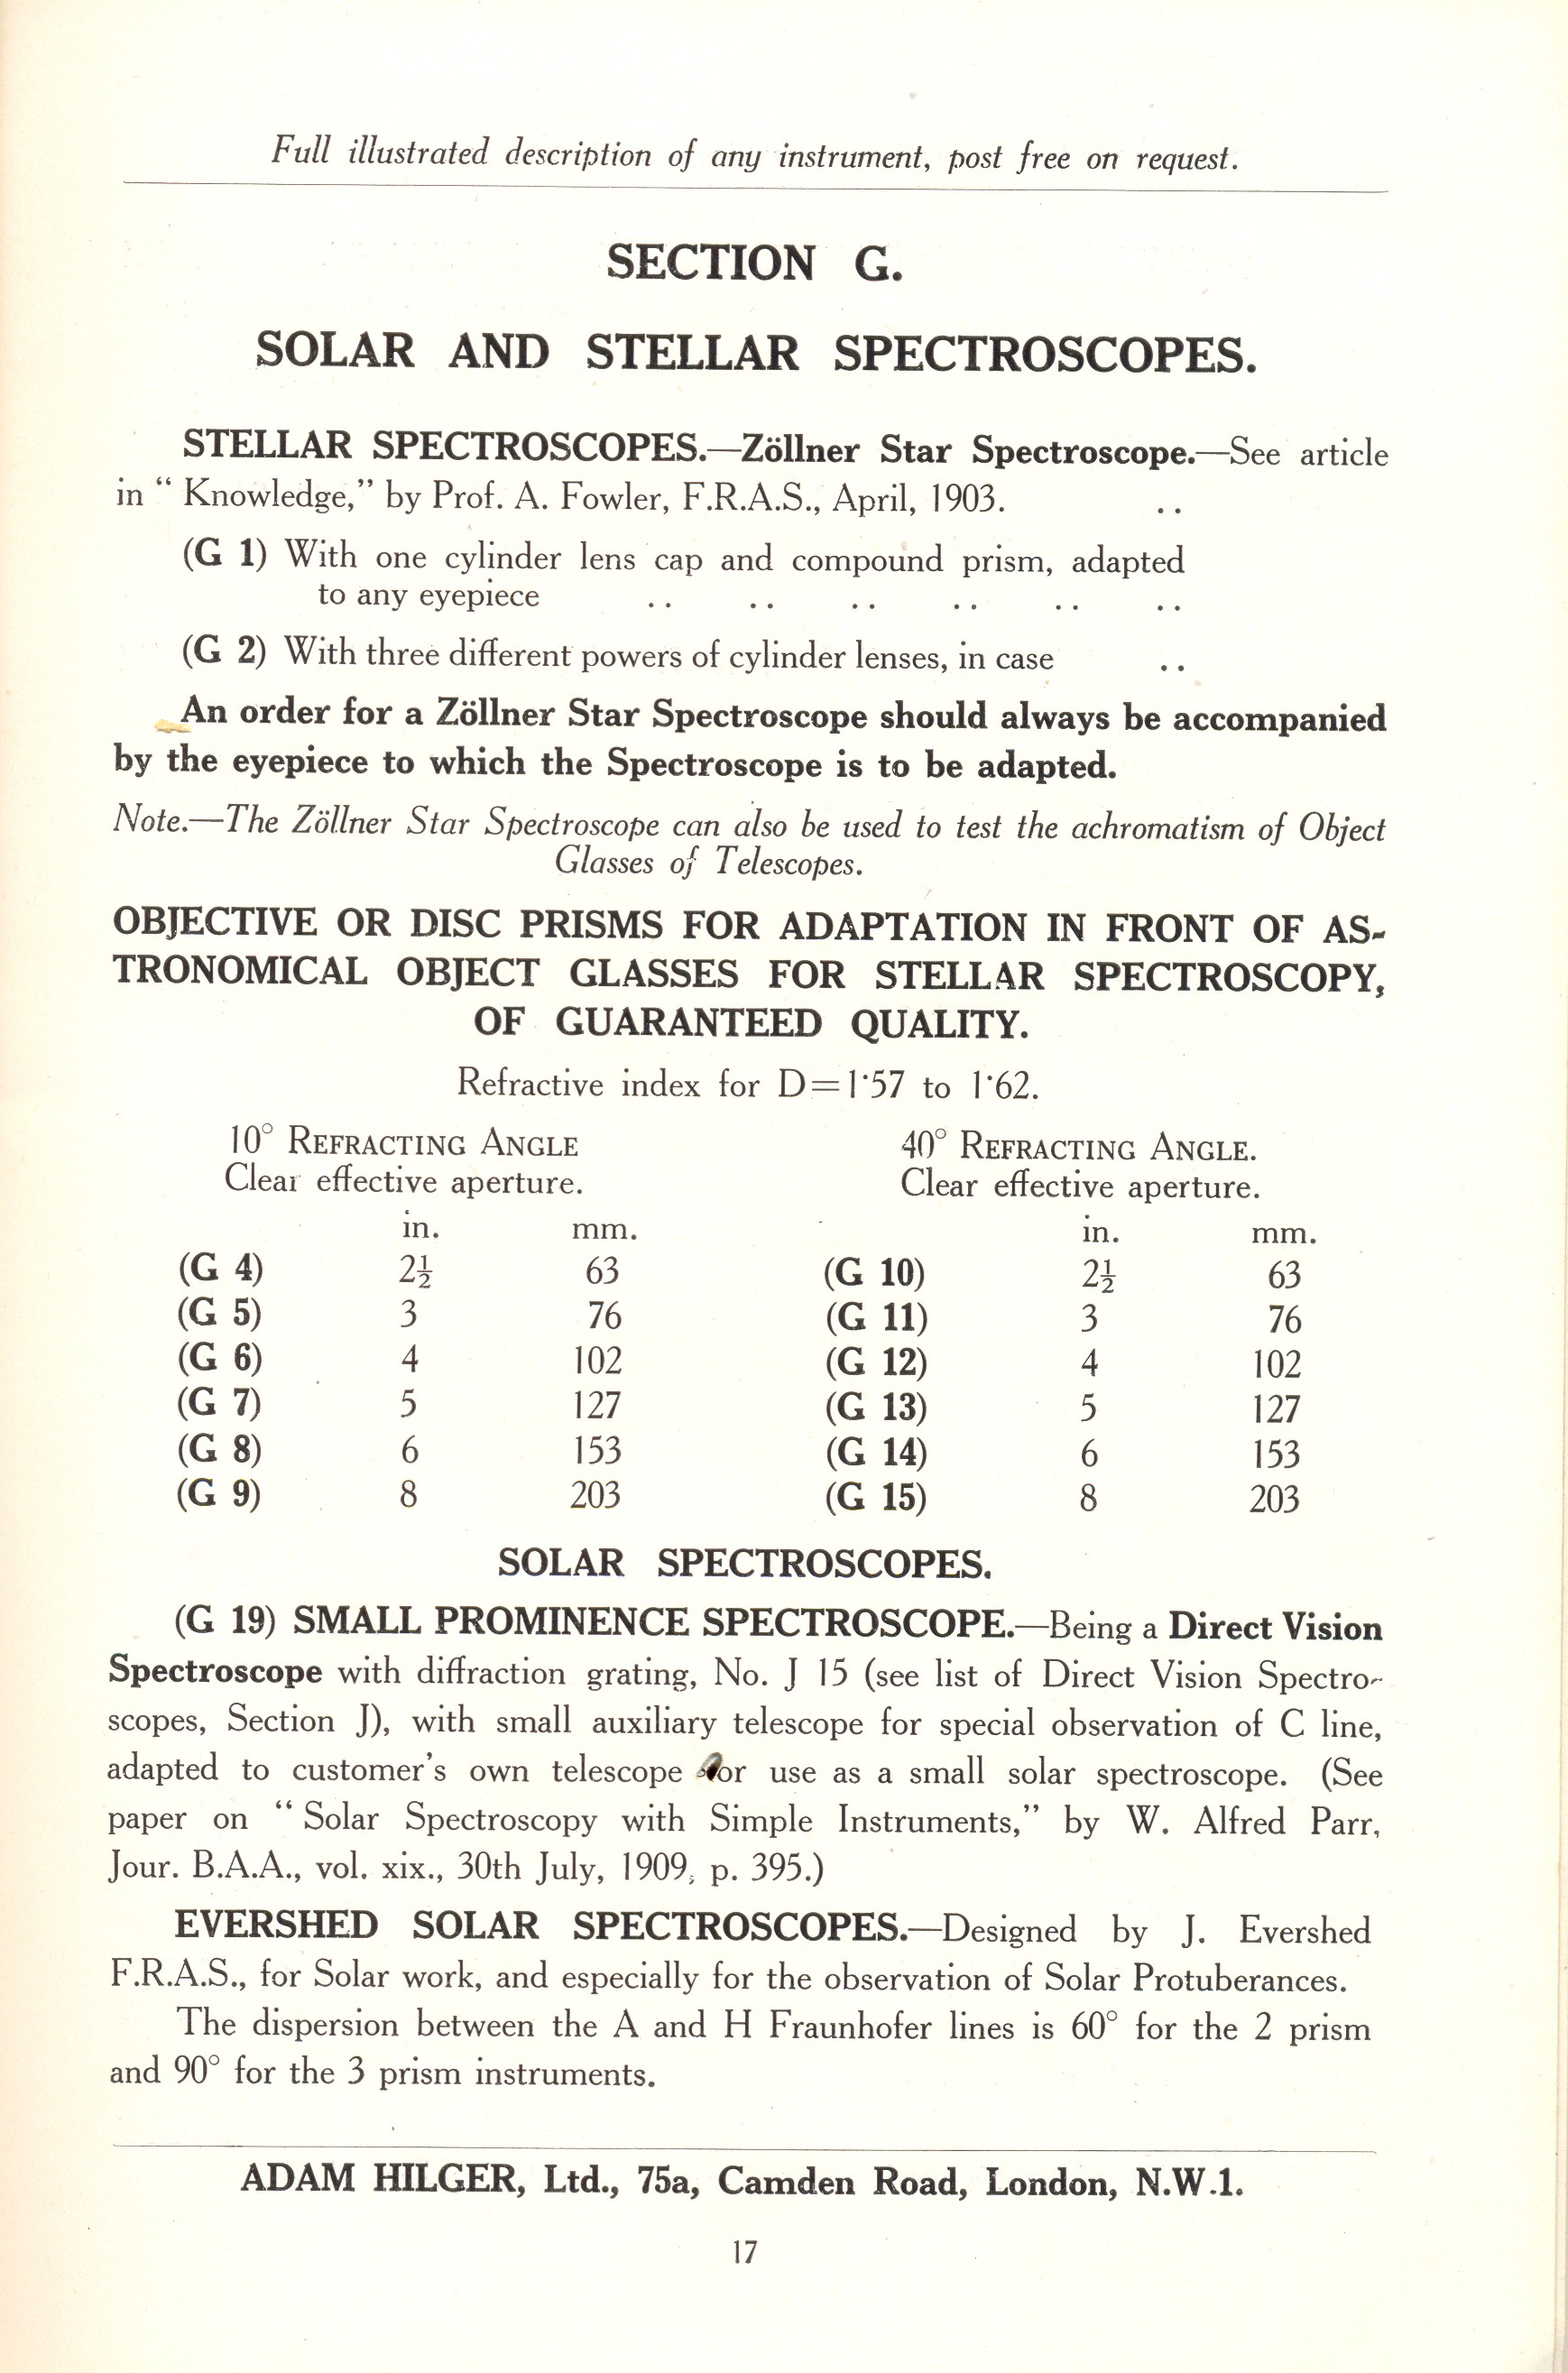 Full illustrated description of any instrument, post free on request.
SECTION G.
SOLAR AND STELLAR SPECTROSCOPES.
STELLAR SPECTROSCOPES.—Zöllner Star Spectroscope.—See article
in “ Knowledge,” by Prof. A. Fowler, F.R.A.S., April, 1903. ..
(G 1) With one cylinder lens cap and compound prism, adapted
to any eyepiece .. .. .. .. .. ..
(G 2) With three different powers of cylinder lenses, in case ..
An order for a Zöllner Star Spectroscope should always be accompanied
by the eyepiece to which the Spectroscope is to be adapted.
Note.—The Zöllner Star Spectroscope can also be used to test the achromatism of Object
Glasses of Telescopes.
OBJECTIVE OR DISC PRISMS FOR ADAPTATION IN FRONT OF AS-
TRONOMICAL OBJECT GLASSES FOR STELLAR SPECTROSCOPY,
OF GUARANTEED QUALITY.
Refractive index for D=1·57 to 1·62.
10° REFRACTING ANGLE 40° REFRACTING ANGLE.
Clear effective aperture. Clear effective aperture.
in. mm. in. mm.
(G 4) 2½ 63 (G 10) 2½ 63
(G 5) 3 76 (G 11) 3 76
(G 6) 4 102 (G 12) 4 102
(G 7) 5 127 (G 13) 5 127
(G 8) 6 153 (G 14) 6 153
(G 9) 8 203 (G 15) 8 203
SOLAR SPECTROSCOPES.
(G 19) SMALL PROMINENCE SPECTROSCOPE.—Being a Direct Vision
Spectroscope with diffraction grating, No. J 15 (see list of Direct Vision Spectro-
scopes, Section J), with small auxiliary telescope for special observation of C line,
adapted to customer's own telescope for use as a small solar spectroscope. (See
paper on “ Solar Spectroscopy with Simple Instruments,” by W. Alfred Parr,
Jour. B.A.A., vol. xix., 30th July, 1909, p. 395.)
EVERSHED SOLAR SPECTROSCOPES.—Designed by J. Evershed
F.R.A.S., for Solar work, and especially for the observation of Solar Protuberances.
The dispersion between the A and H Fraunhofer lines is 60° for the 2 prism
and 90° for the 3 prism instruments.
ADAM HILGER, Ltd., 75a, Camden Road, London, N.W.1.
17